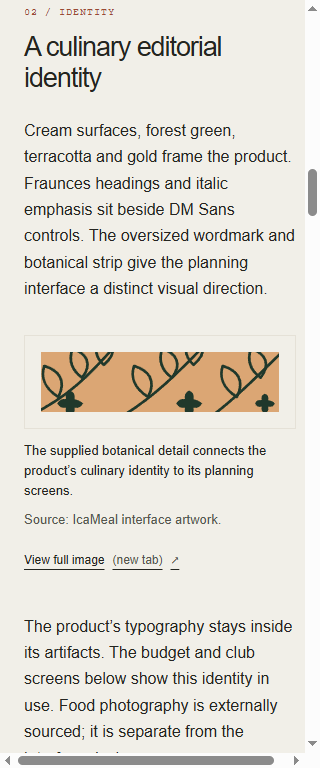 02 / IDENTITY
A culinary editorial
identity
Cream surfaces, forest green,
terracotta and gold frame the product.
Fraunces headings and italic
emphasis sit beside DM Sans
controls. The oversized wordmark and
botanical strip give the planning
interface a distinct visual direction.
The supplied botanical detail connects the
product’s culinary identity to its planning
screens.
Source: IcaMeal interface artwork.
View full image (new tab) ↗
The product’s typography stays inside
its artifacts. The budget and club
screens below show this identity in
use. Food photography is externally
sourced; it is separate from the